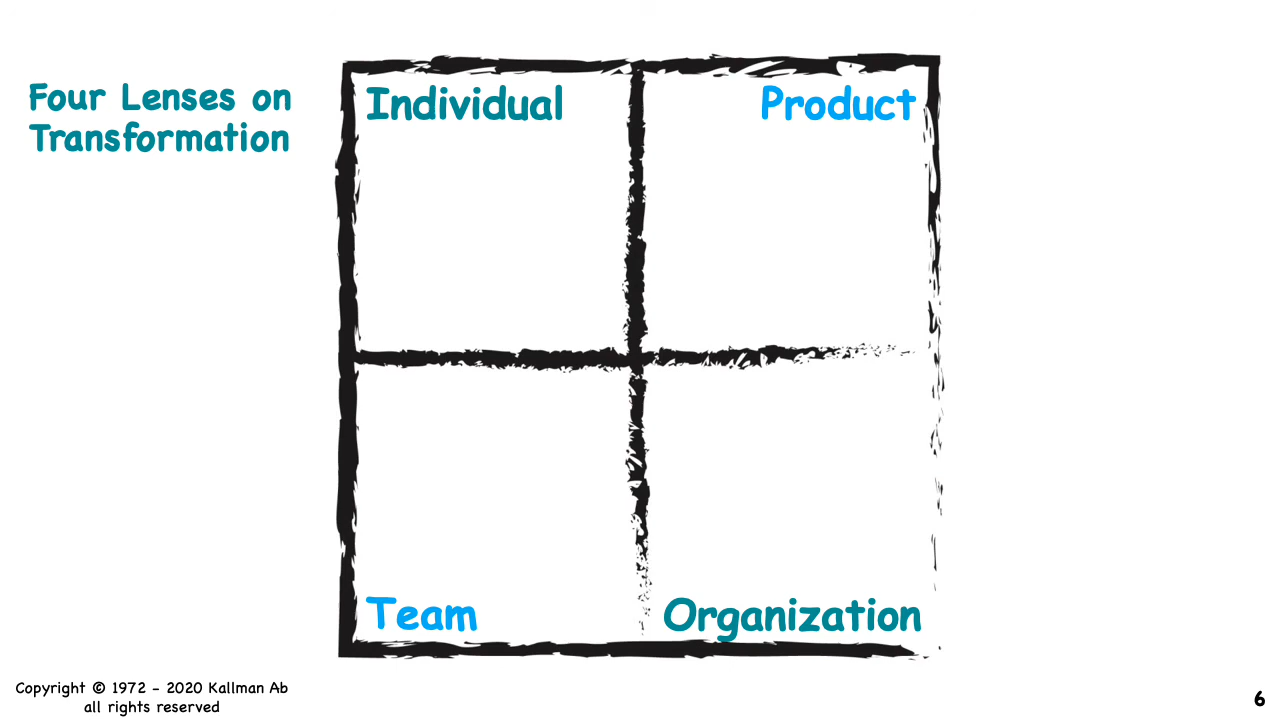 Four Lenses on
Transformation
Individual
Product
Team
Organization
Copyright © 1972 - 2020 Kallman Ab
all rights reserved
6